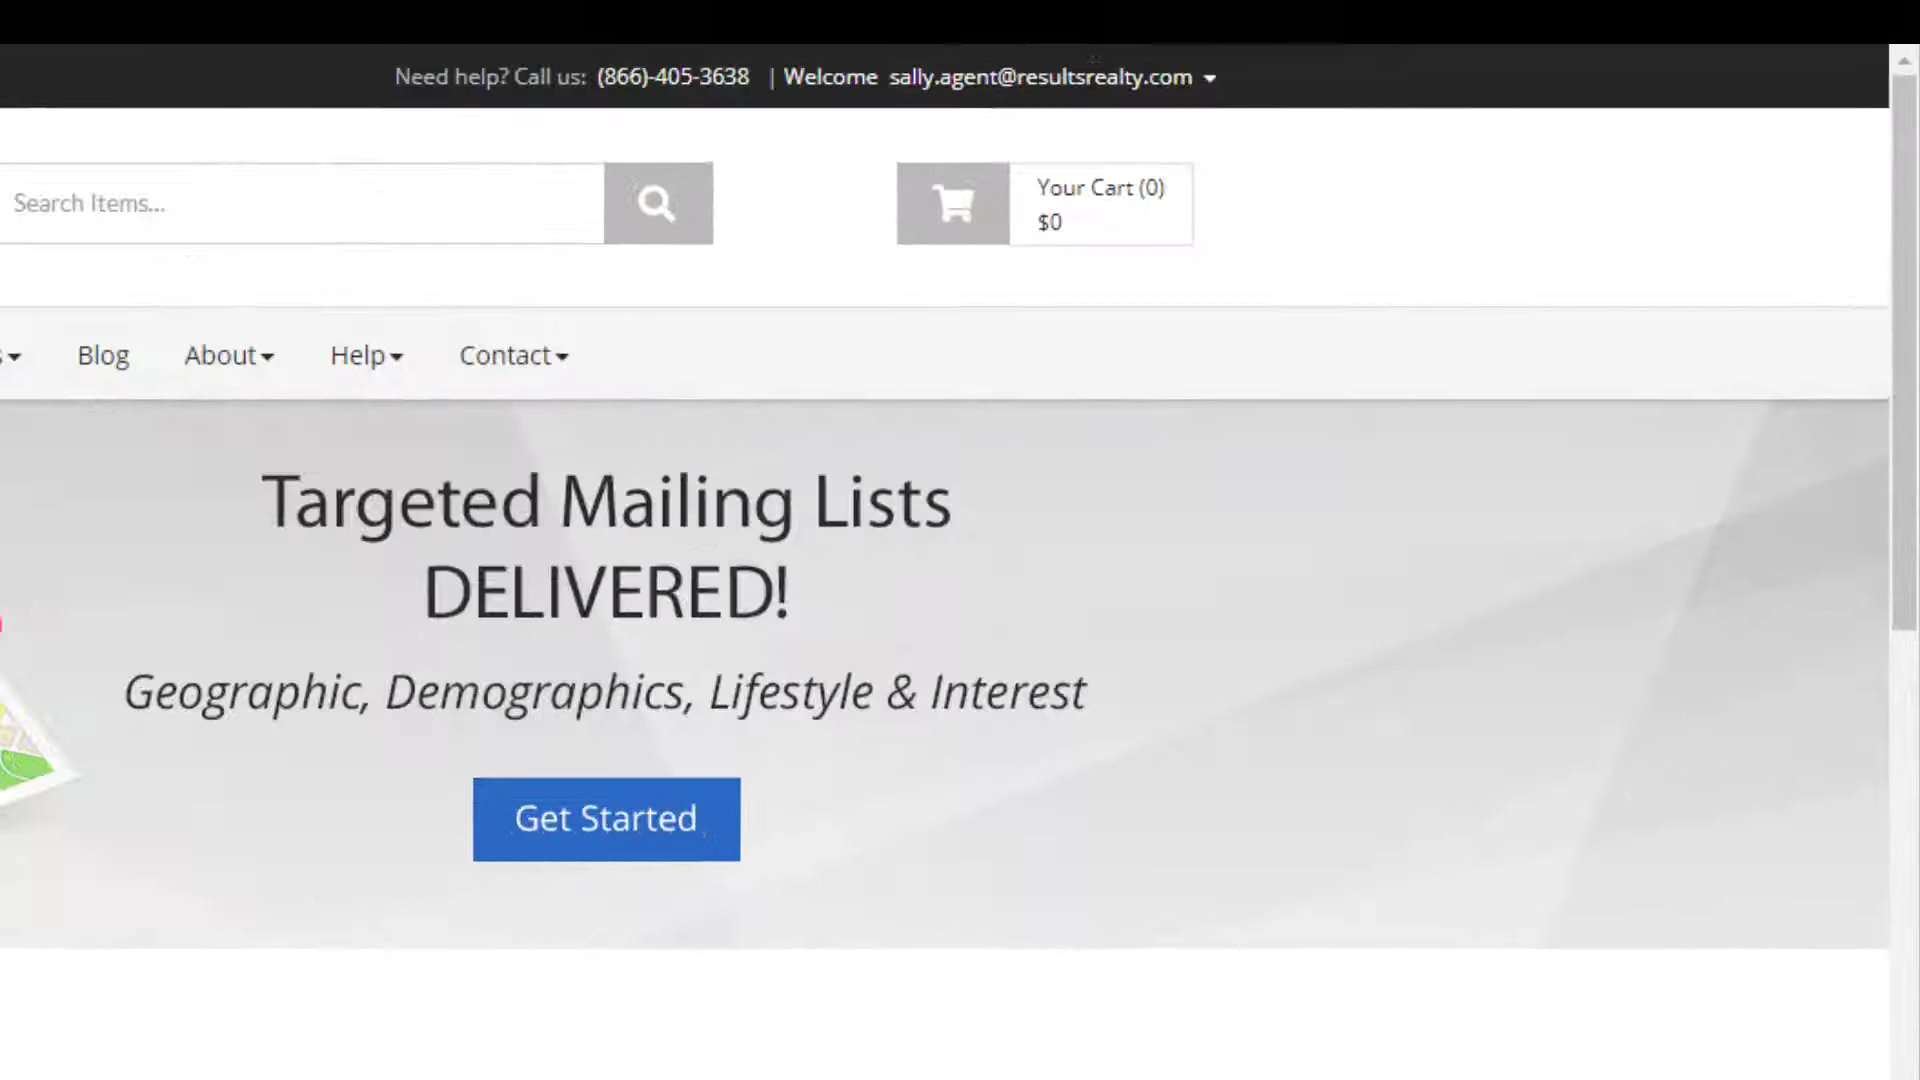 Need help? Call us: (866)-405-3638 | Welcome sally.agent@resultsrealty.com
Search Items...
Your Cart (0)
$0
Blog About Help Contact
Targeted Mailing Lists
DELIVERED!
Geographic, Demographics, Lifestyle & Interest
Get Started